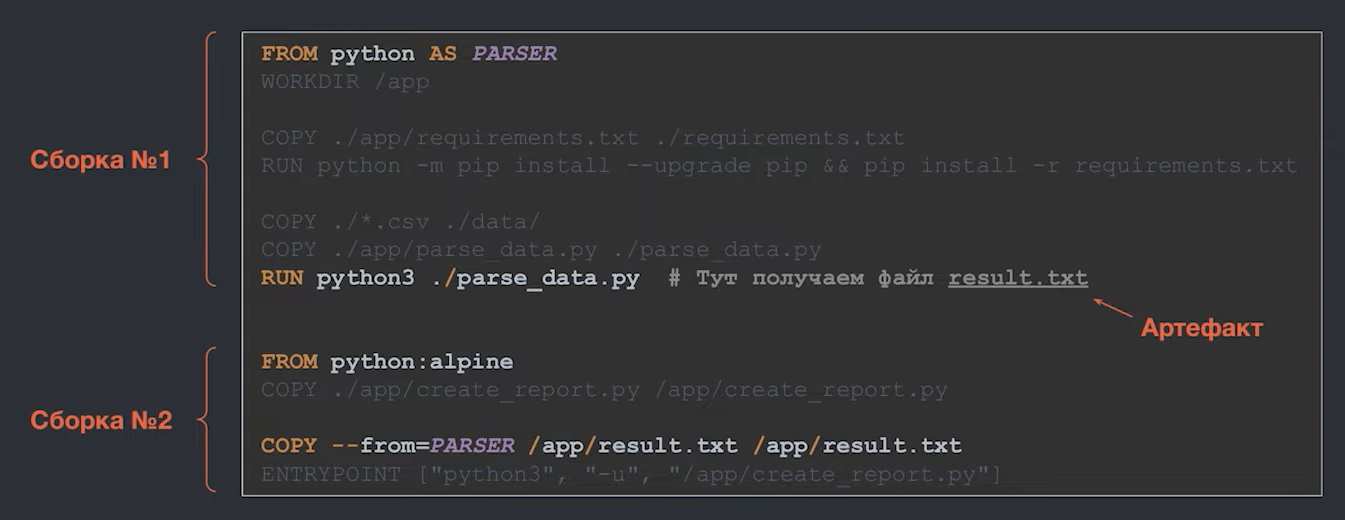 Сборка №1
FROM python AS PARSER
WORKDIR /app
COPY ./app/requirements.txt ./requirements.txt
RUN python -m pip install --upgrade pip && pip install -r requirements.txt
COPY ./*.csv ./data/
COPY ./app/parse_data.py ./parse_data.py
RUN python3 ./parse_data.py  # Тут получаем файл result.txt
Артефакт
Сборка №2
FROM python:alpine
COPY ./app/create_report.py /app/create_report.py
COPY --from=PARSER /app/result.txt /app/result.txt
ENTRYPOINT ["python3", "-u", "/app/create_report.py"]